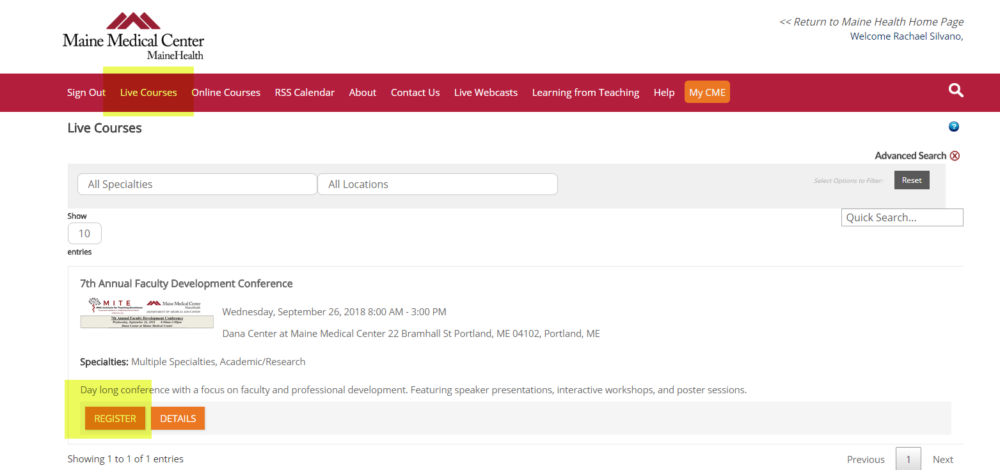 Maine Medical Center
MaineHealth
<< Return to Maine Health Home Page
Welcome Rachael Silvano,
Sign Out Live Courses Online Courses RSS Calendar About Contact Us Live Webcasts Learning from Teaching Help My CME
Live Courses
?
Advanced Search
All Specialties All Locations Select Options to Filter: Reset
Show
Quick Search...
10
entries
7th Annual Faculty Development Conference
MITE
MMC Institute for Teaching Excellence
Maine Medical Center
MaineHealth
DEPARTMENT OF MEDICAL EDUCATION
7th Annual Faculty Development Conference
Wednesday, September 26, 2018 8:00am-3:00pm
Dana Center at Maine Medical Center
Wednesday, September 26, 2018 8:00 AM - 3:00 PM
Dana Center at Maine Medical Center 22 Bramhall St Portland, ME 04102, Portland, ME
Specialties: Multiple Specialties, Academic/Research
Day long conference with a focus on faculty and professional development. Featuring speaker presentations, interactive workshops, and poster sessions.
REGISTER DETAILS
Showing 1 to 1 of 1 entries
Previous 1 Next